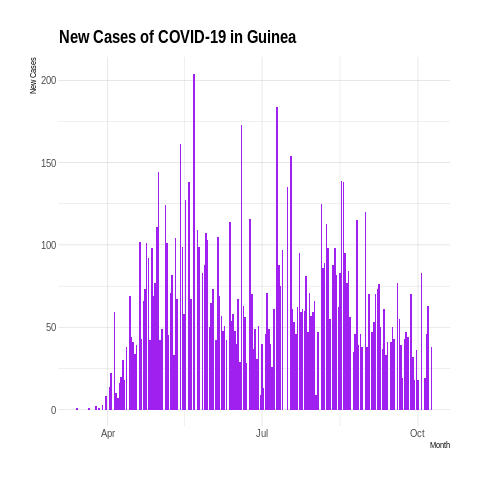 New Cases of COVID-19 in Guinea
New Cases
200
150
100
50
0
Apr
Jul
Oct
Month